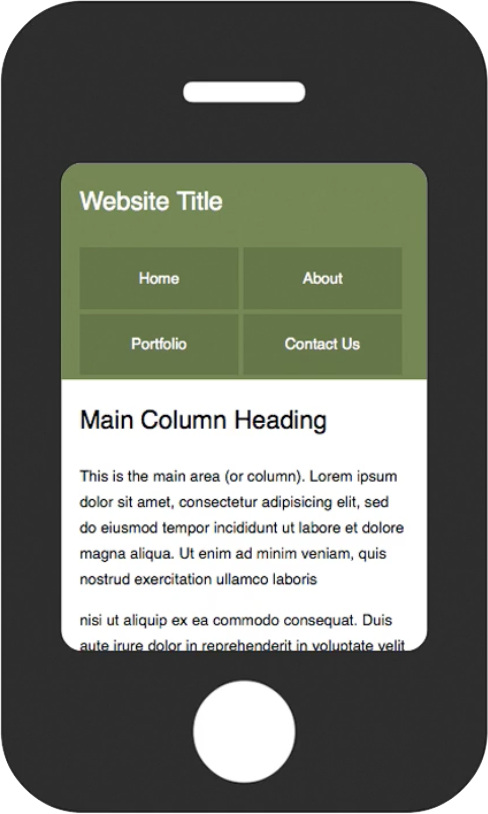 Website Title
Home About
Portfolio Contact Us
Main Column Heading
This is the main area (or column). Lorem ipsum
dolor sit amet, consectetur adipisicing elit, sed
do eiusmod tempor incididunt ut labore et dolore
magna aliqua. Ut enim ad minim veniam, quis
nostrud exercitation ullamco laboris
nisi ut aliquip ex ea commodo consequat. Duis
aute irure dolor in reprehenderit in voluptate velit